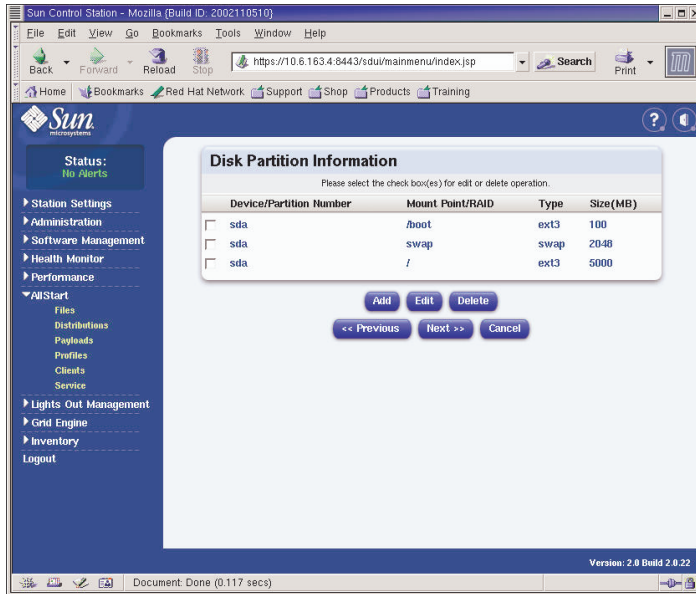 Sun Control Station - Mozilla {Build ID: 2002110510}
File Edit View Go Bookmarks Tools Window Help
Back Forward Reload Stop https://10.6.163.4:8443/sdui/mainmenu/index.jsp Search Print
Home Bookmarks Red Hat Network Support Shop Products Training
Sun
microsystems
?
Status:
No Alerts
Station Settings
Administration
Software Management
Health Monitor
Performance
AllStart
Files
Distributions
Payloads
Profiles
Clients
Service
Lights Out Management
Grid Engine
Inventory
Logout
Disk Partition Information
Please select the check box(es) for edit or delete operation.
Device/Partition Number Mount Point/RAID Type Size(MB)
sda /boot ext3 100
sda swap swap 2048
sda / ext3 5000
Add Edit Delete
<< Previous Next >> Cancel
Version: 2.0 Build 2.0.22
Document: Done (0.117 secs)